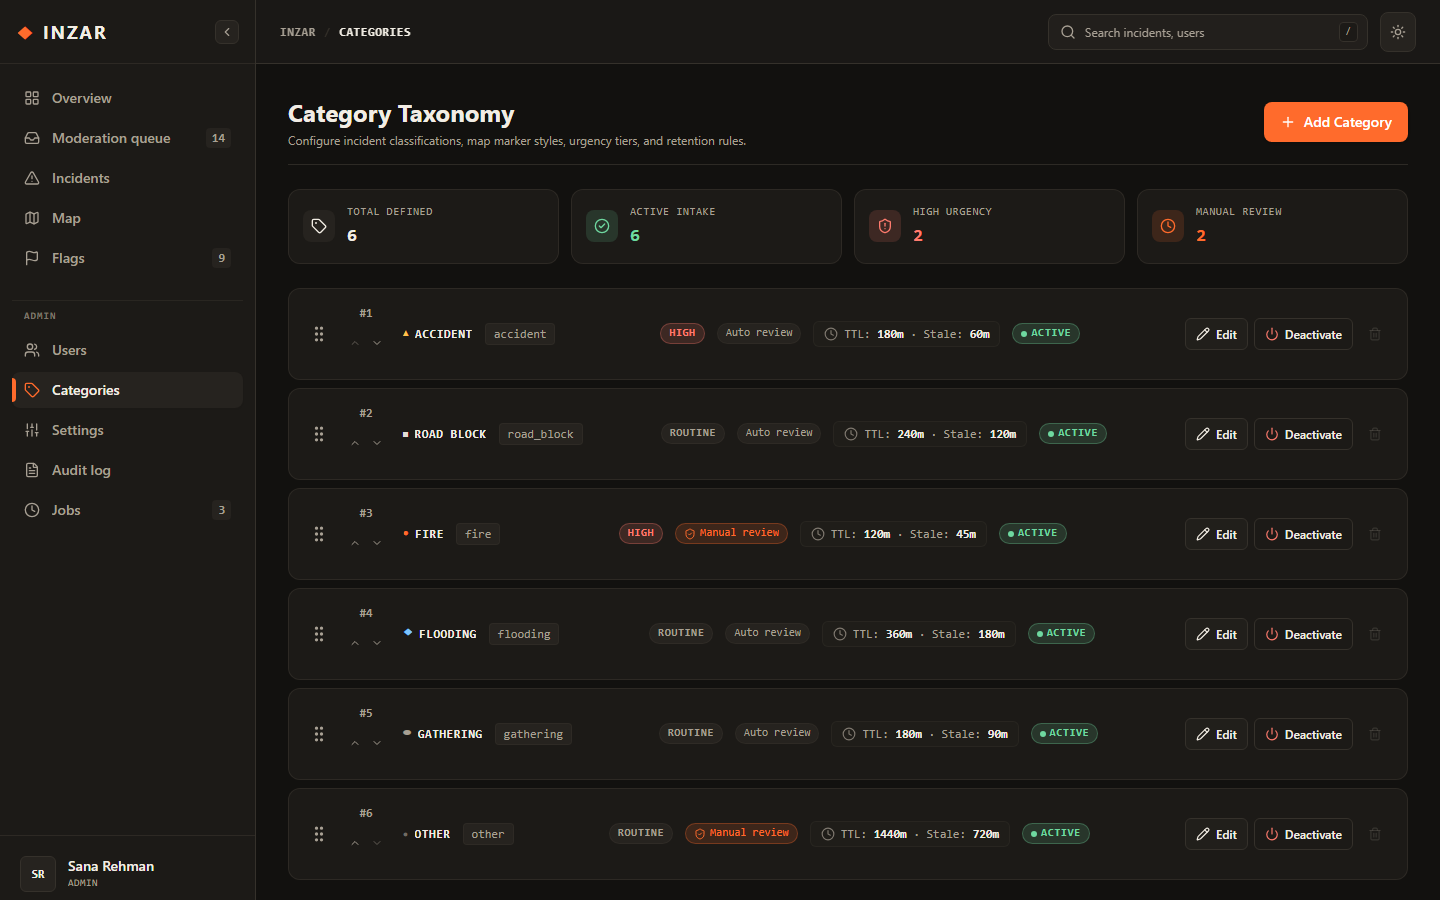 INZAR
INZAR / CATEGORIES
Search incidents, users /
Overview
Moderation queue 14
Incidents
Map
Flags 9
ADMIN
Users
Categories
Settings
Audit log
Jobs 3
SR Sana Rehman
ADMIN
Category Taxonomy
Configure incident classifications, map marker styles, urgency tiers, and retention rules.
+ Add Category
TOTAL DEFINED
6
ACTIVE INTAKE
6
HIGH URGENCY
2
MANUAL REVIEW
2
#1
ACCIDENT accident HIGH Auto review TTL: 180m · Stale: 60m ACTIVE Edit Deactivate
#2
ROAD BLOCK road_block ROUTINE Auto review TTL: 240m · Stale: 120m ACTIVE Edit Deactivate
#3
FIRE fire HIGH Manual review TTL: 120m · Stale: 45m ACTIVE Edit Deactivate
#4
FLOODING flooding ROUTINE Auto review TTL: 360m · Stale: 180m ACTIVE Edit Deactivate
#5
GATHERING gathering ROUTINE Auto review TTL: 180m · Stale: 90m ACTIVE Edit Deactivate
#6
OTHER other ROUTINE Manual review TTL: 1440m · Stale: 720m ACTIVE Edit Deactivate